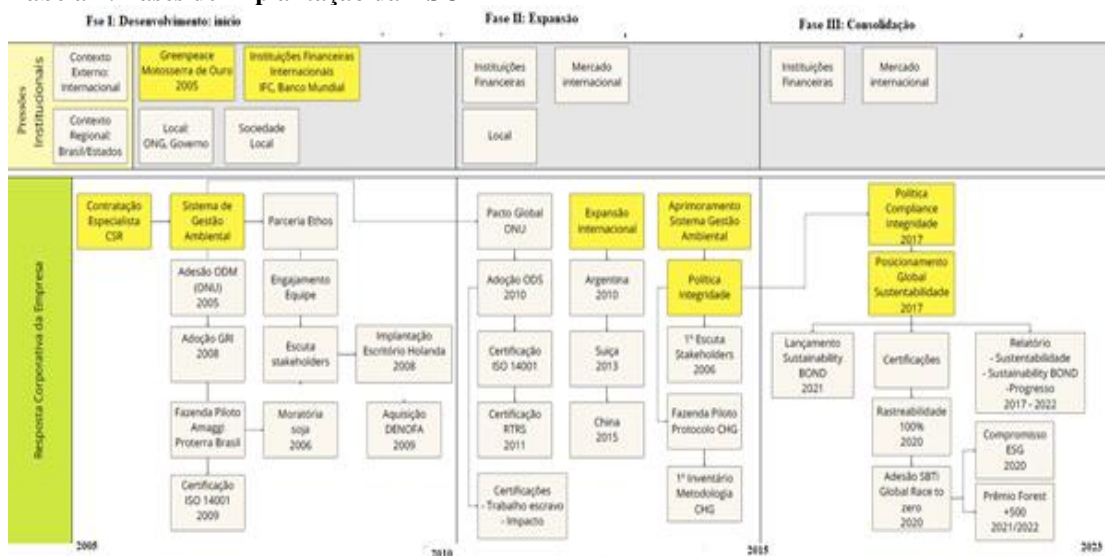 Fse I: Desenvolvimento: início
Fase II: Expansão
Fase III: Consolidação
Pressões
Institucionais
Contexto
Externo:
Internacional
Greenpeace
Motosserra de Ouro
2005
Instituições Financeiras
Internacionais
IFC, Banco Mundial
Instituições
Financeiras
Mercado
internacional
Instituições
Financeiras
Mercado
internacional
Contexto
Regional:
Brasil/Estados
Local:
ONG, Governo
Sociedade
Local
Local
Resposta Corporativa da Empresa
Contratação
Especialista
CSR
Sistema de
Gestão
Ambiental
Parceria Ethos
Adesão ODM
(ONU)
2005
Engajamento
Equipe
Adoção GRI
2008
Escuta
stakeholders
Implantação
Escritório Holanda
2008
Fazenda Piloto
Amaggi:
Proterra Brasil
Moratória
soja
2006
Aquisição
DENOFA
2009
Certificação
ISO 14001
2009
Pacto Global
ONU
Expansão
Internacional
Aprimoramento
Sistema Gestão
Ambiental
Adoção ODS
2010
Argentina
2010
Política
Integridade
Certificação
ISO 14001
Suiça
2013
1ª Escuta
Stakeholders
2006
Certificação
RTRS
2011
China
2015
Fazenda Piloto
Protocolo CHG
Certificações
- Trabalho escravo
- Impacto
1º Inventário
Metodologia
CHG
Política
Compliance
Integridade
2017
Posicionamento
Global
Sustentabilidade
2017
Lançamento
Sustainability
BOND
2021
Certificações
Relatório
- Sustentabilidade
- Sustainability BOND
-Progresso
2017 - 2022
Rastreabilidade
100%
2020
Compromisso
ESG
2020
Adesão SBTi
Global Race to
zero
2020
Prêmio Forest
+500
2021/2022
2005
2010
2015
2023